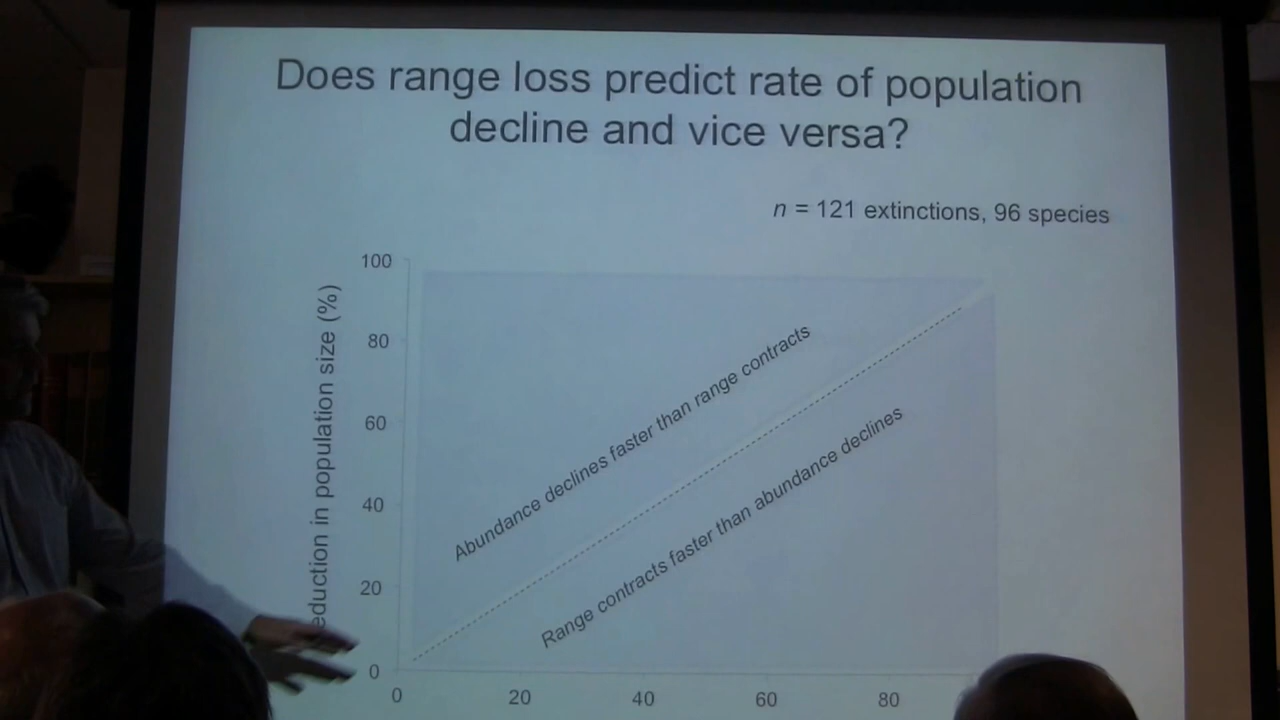 Does range loss predict rate of population
decline and vice versa?
n = 121 extinctions, 96 species
100
80
60
40
20
0
eduction in population size (%)
Abundance declines faster than range contracts
Range contracts faster than abundance declines
0 20 40 60 80